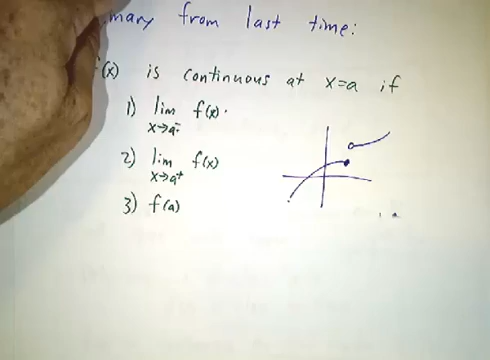 mary from last time:
f(x) is continuous at x=a if
1) lim f(x).
x→a⁻
2) lim f(x)
x→a⁺
3) f(a)